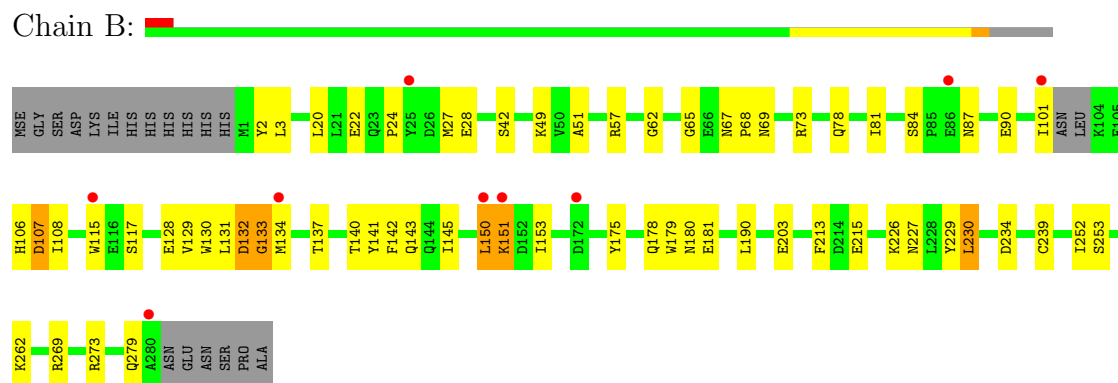 Chain B:
MSE GLY SER ASP LYS ILE HIS HIS HIS HIS HIS HIS M1 Y2 L3 L20 L21 E22 Q23 P24 Y25 D26 M27 E28 S42 K49 V50 A51 R57 G62 G65 E66 N67 P68 N69 R73 Q78 I81 S84 P85 E86 N87 E90 I101 ASN LEU K104 E105
H106 D107 I108 W115 E116 S117 E128 V129 W130 L131 D132 G133 M134 T137 T140 Y141 F142 Q143 Q144 I145 L150 K151 D152 I153 D172 Y175 Q178 W179 N180 E181 L190 E203 F213 D214 E215 K226 N227 L228 Y229 L230 D234 C239 I252 S253
K262 R269 R273 Q279 A280 ASN GLU ASN SER PRO ALA